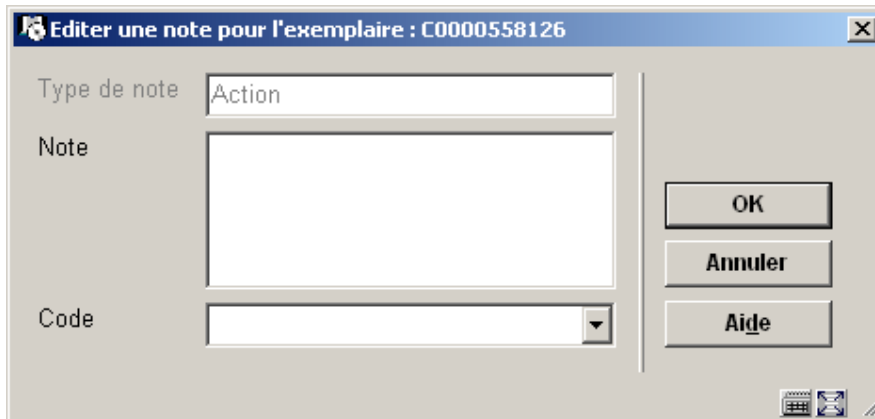 Editer une note pour l'exemplaire : C0000558126
Type de note
Action
Note
OK
Annuler
Code
Aide